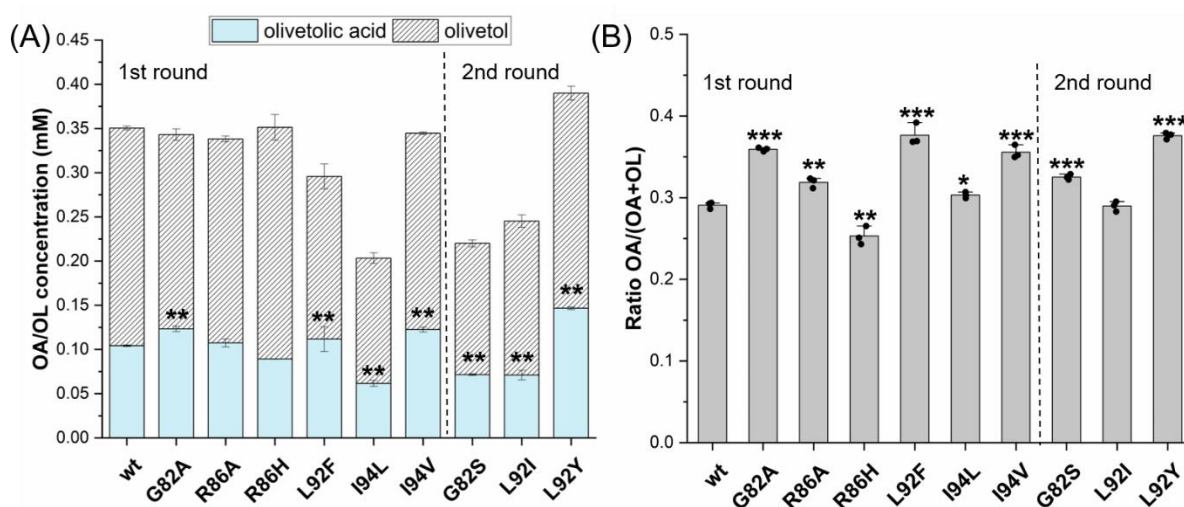 (A)
olivetolic acid
olivetol
1st round
2nd round
OA/OL concentration (mM)
0.45
0.40
0.35
0.30
0.25
0.20
0.15
0.10
0.05
0.00
**
**
**
**
**
**
**
wt
G82A
R86A
R86H
L92F
I94L
I94V
G82S
L92I
L92Y
(B)
1st round
2nd round
Ratio OA/(OA+OL)
0.5
0.4
0.3
0.2
0.1
0.0
***
**
**
***
*
***
***
***
wt
G82A
R86A
R86H
L92F
I94L
I94V
G82S
L92I
L92Y